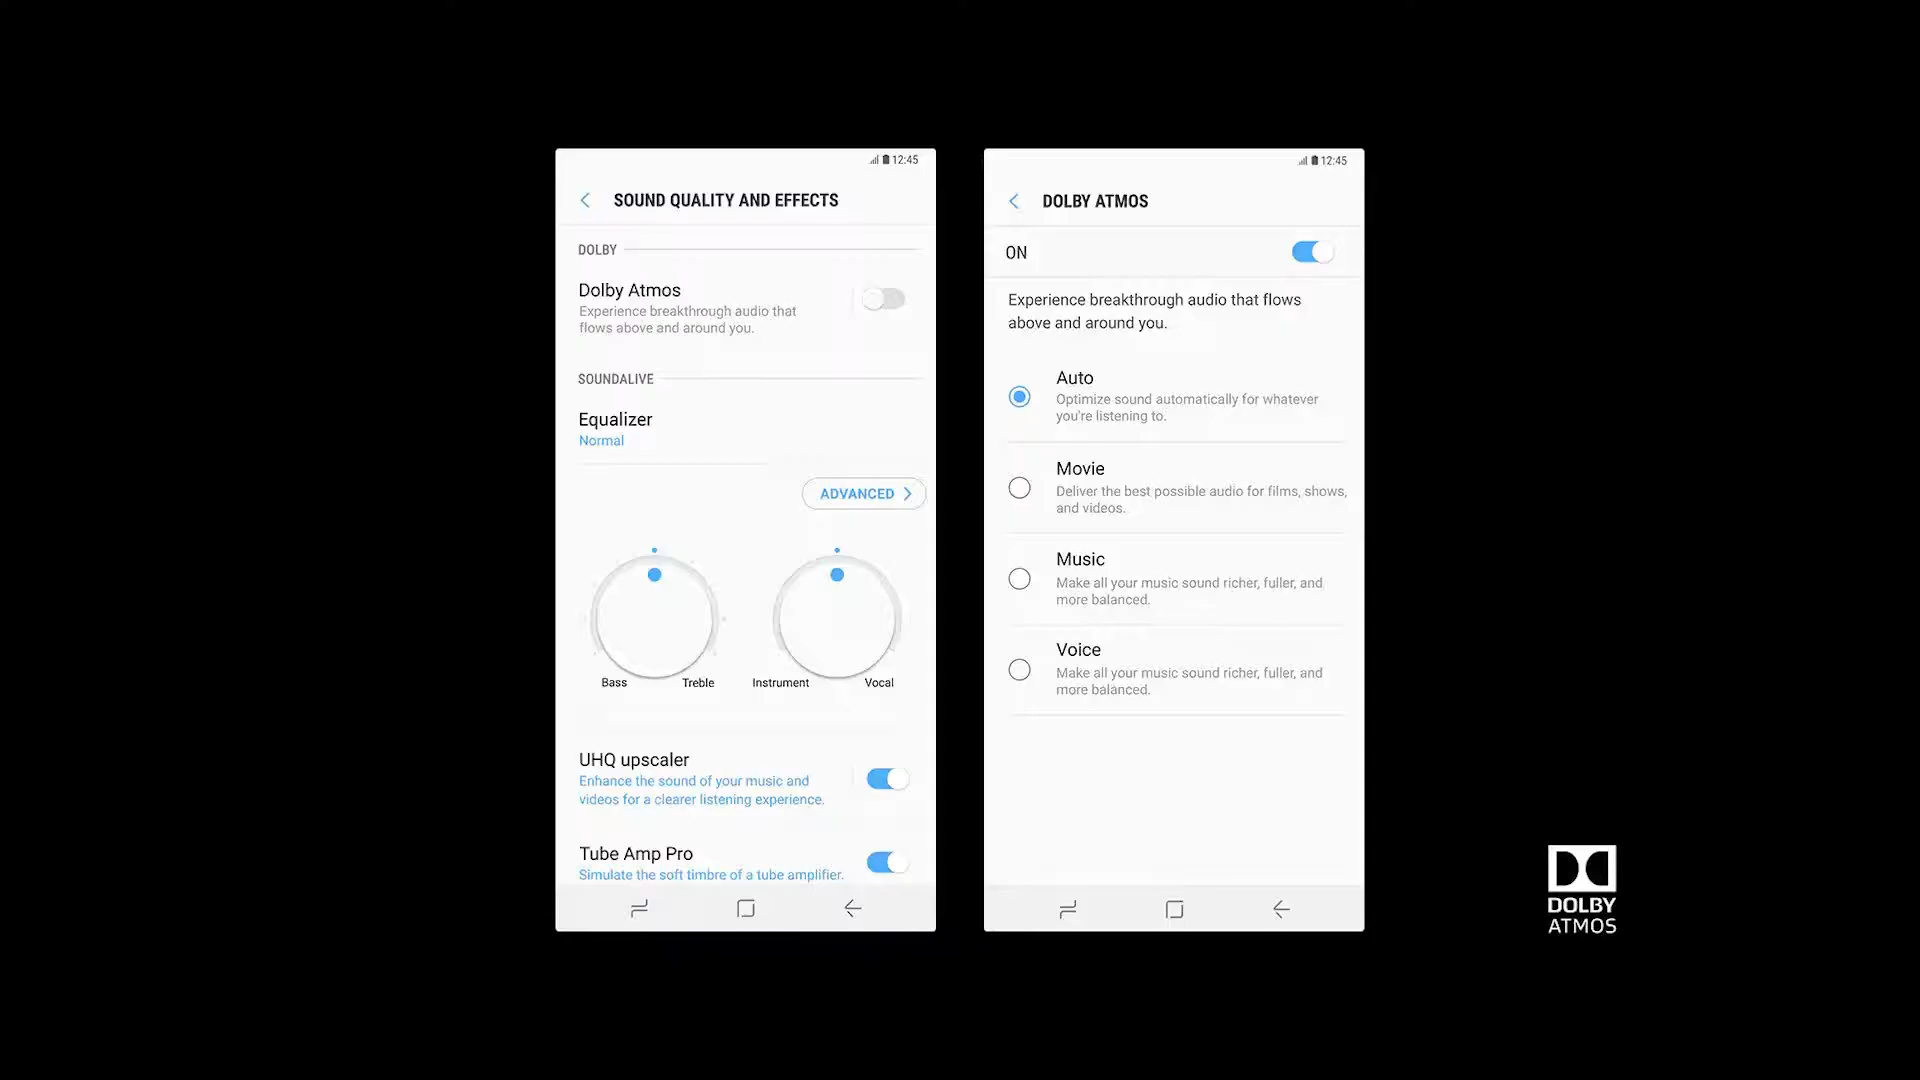 12:45
SOUND QUALITY AND EFFECTS
DOLBY
Dolby Atmos
Experience breakthrough audio that
flows above and around you.
SOUNDALIVE
Equalizer
Normal
ADVANCED
Bass
Treble
Instrument
Vocal
UHQ upscaler
Enhance the sound of your music and
videos for a clearer listening experience.
Tube Amp Pro
Simulate the soft timbre of a tube amplifier.
12:45
DOLBY ATMOS
ON
Experience breakthrough audio that flows
above and around you.
Auto
Optimize sound automatically for whatever
you're listening to.
Movie
Deliver the best possible audio for films, shows,
and videos.
Music
Make all your music sound richer, fuller, and
more balanced.
Voice
Make all your music sound richer, fuller, and
more balanced.
DOLBY
ATMOS